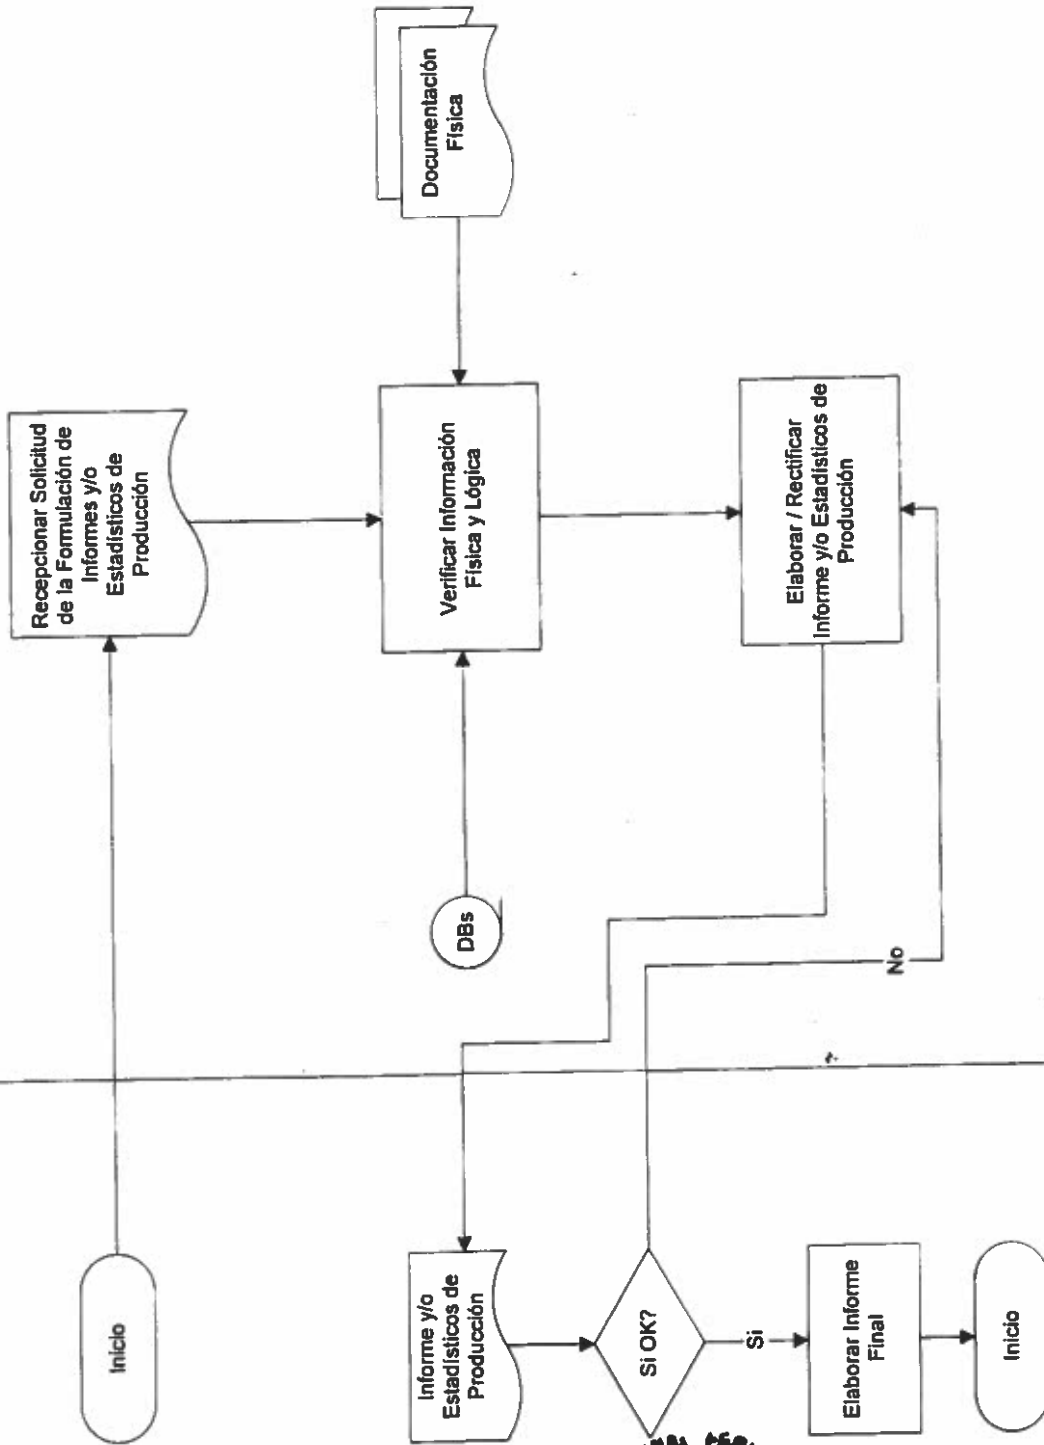 Inicio
Recepcionar Solicitud
de la Formulación de
Informes y/o
Estadísticos de
Producción
Documentación
Física
DBs
Verificar Información
Física y Lógica
Elaborar / Rectificar
Informe y/o Estadísticos de
Producción
Informe y/o
Estadísticos de
Producción
Si OK?
No
Si
Elaborar Informe
Final
Inicio